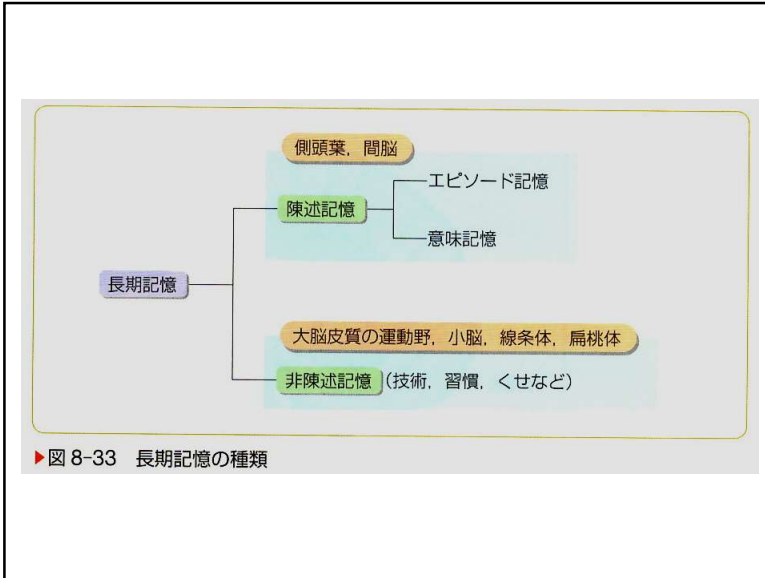 側頭葉，間脳
エピソード記憶
陳述記憶
意味記憶
長期記憶
大脳皮質の運動野，小脳，線条体，扁桃体
非陳述記憶（技術，習慣，くせなど）
▶図 8-33 長期記憶の種類